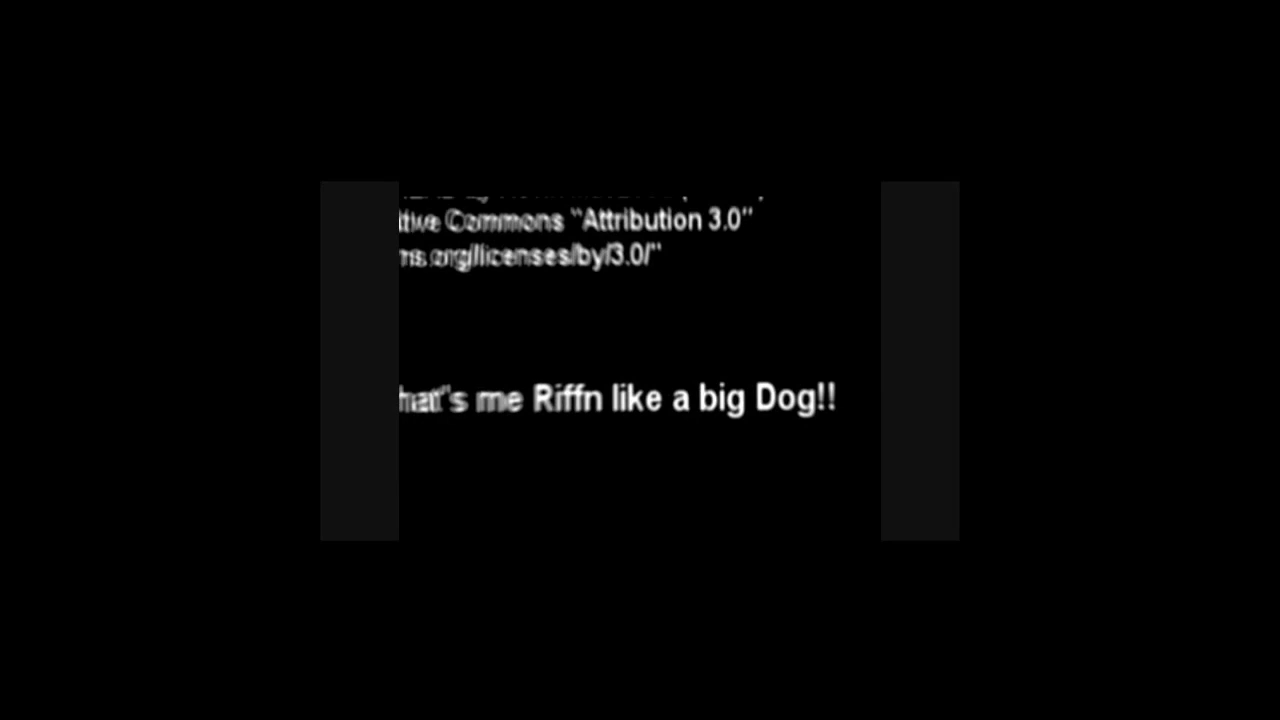 tive Commons "Attribution 3.0"
ns.org/licenses/by/3.0/"
hat"s me Riffn like a big Dog!!